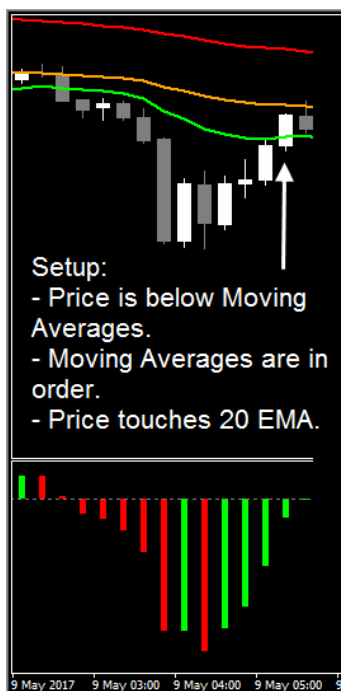 Setup:
- Price is below Moving
Averages.
- Moving Averages are in
order.
- Price touches 20 EMA.
9 May 2017 9 May 03:00 9 May 04:00 9 May 05:00 9